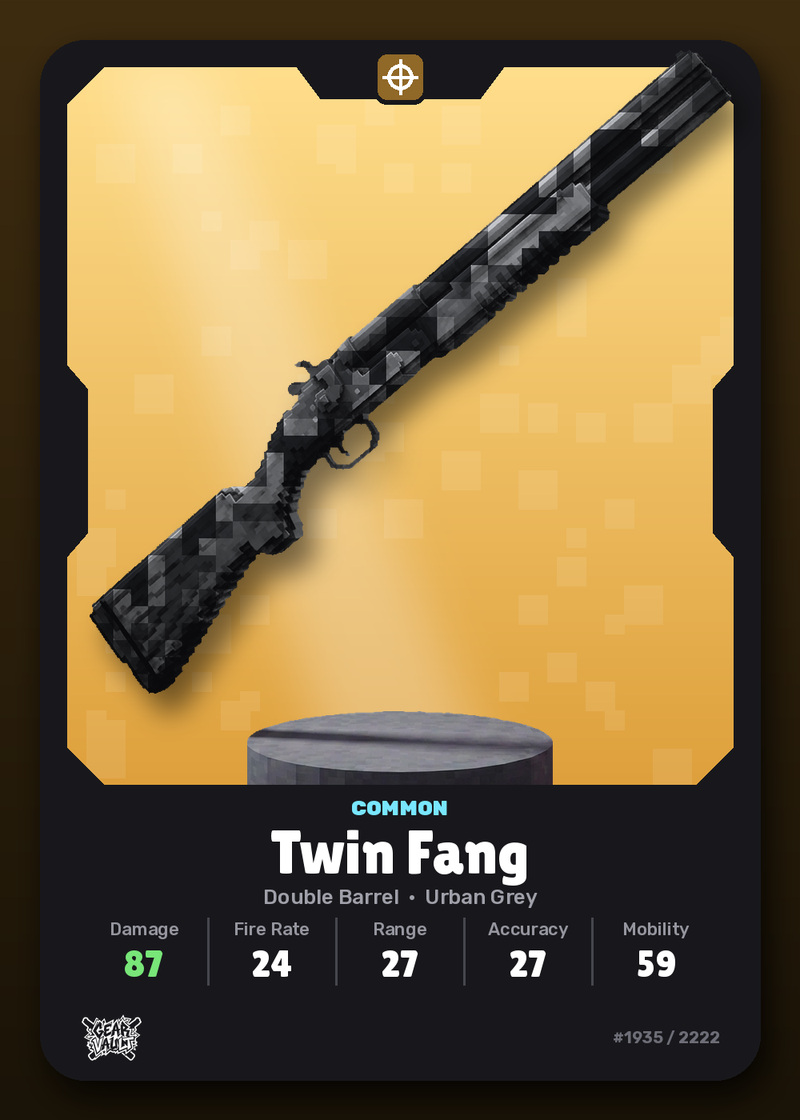 COMMON
Twin Fang
Double Barrel • Urban Grey
Damage Fire Rate Range Accuracy Mobility
87 24 27 27 59
GEAR
VAULT
#1935 / 2222